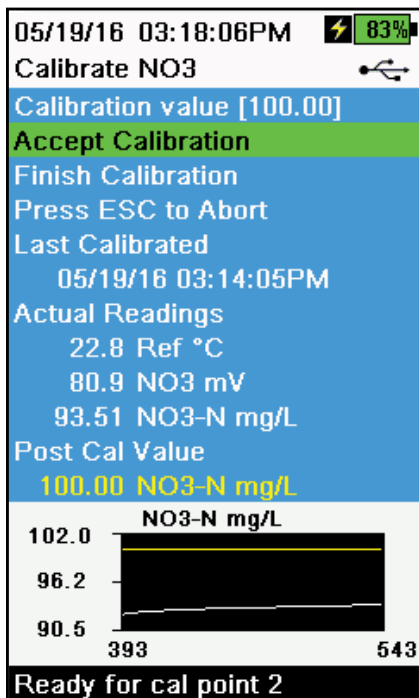 05/19/16 03:18:06PM 83%
Calibrate NO3
Calibration value [100.00]
Accept Calibration
Finish Calibration
Press ESC to Abort
Last Calibrated
05/19/16 03:14:05PM
Actual Readings
22.8 Ref °C
80.9 NO3 mV
93.51 NO3-N mg/L
Post Cal Value
100.00 NO3-N mg/L
NO3-N mg/L
102.0
96.2
90.5
393 543
Ready for cal point 2